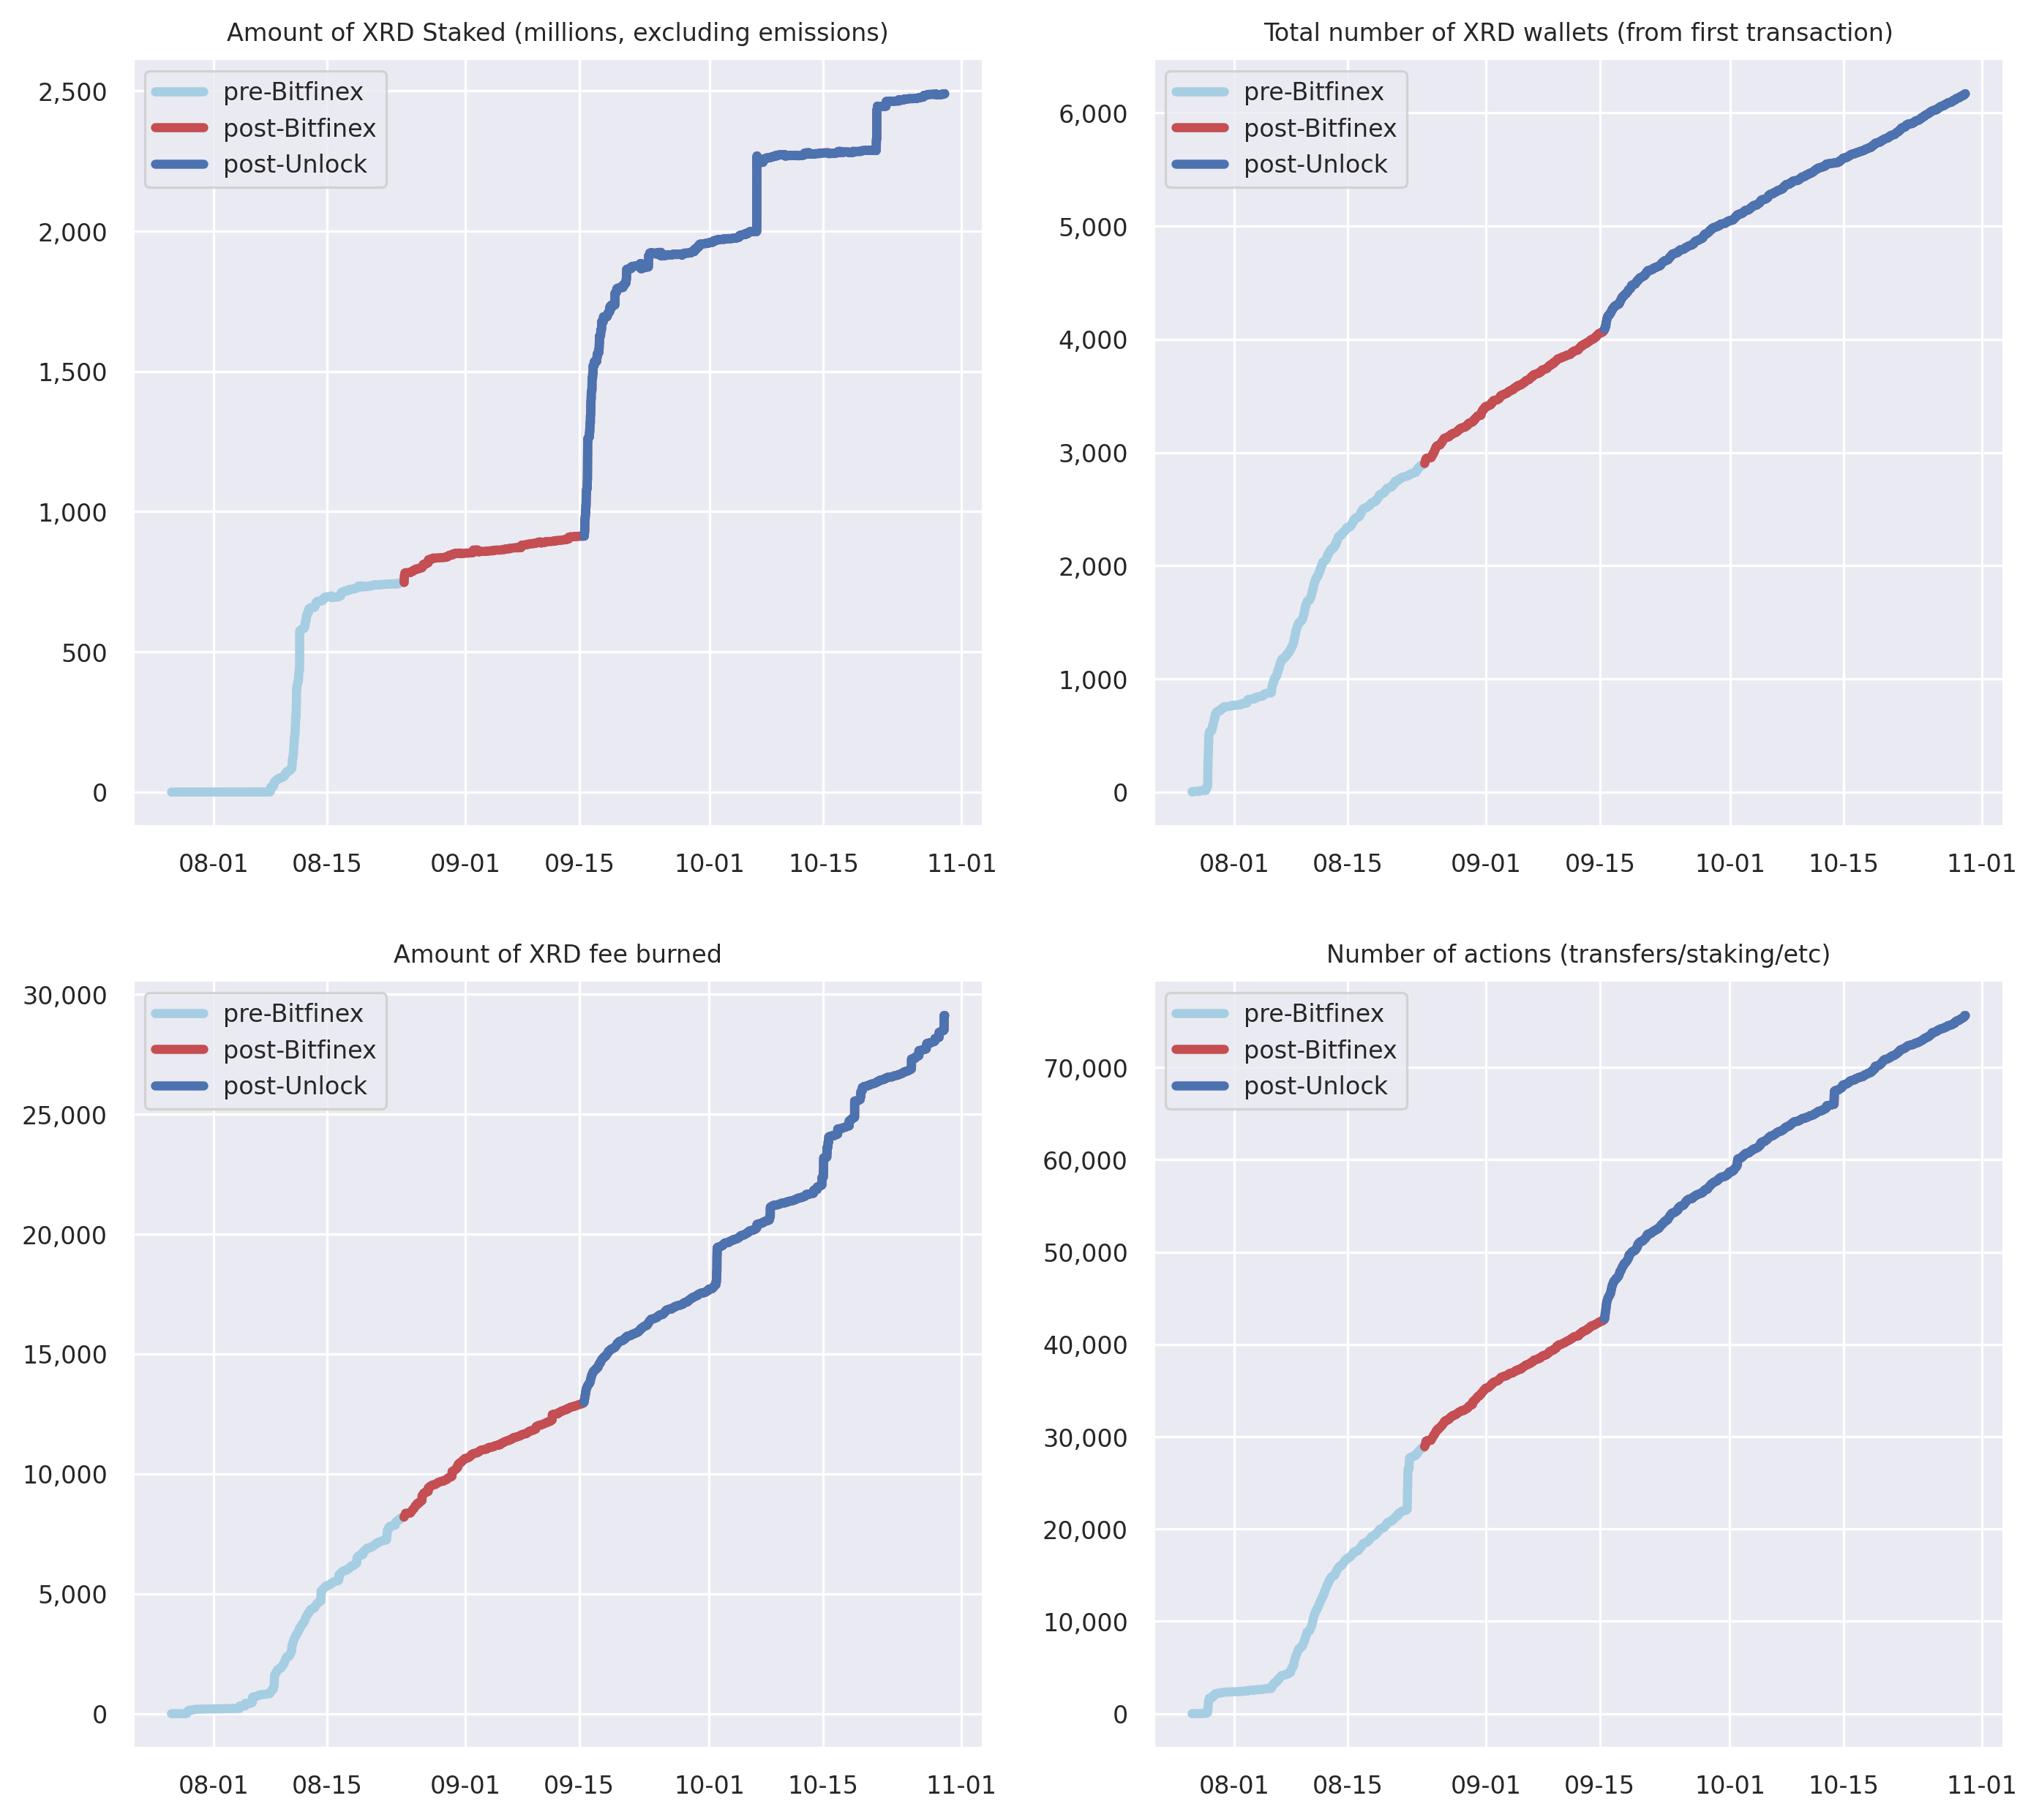 Amount of XRD Staked (millions, excluding emissions)
pre-Bitfinex
post-Bitfinex
post-Unlock
2,500
2,000
1,500
1,000
500
0
08-01 08-15 09-01 09-15 10-01 10-15 11-01
Total number of XRD wallets (from first transaction)
pre-Bitfinex
post-Bitfinex
post-Unlock
6,000
5,000
4,000
3,000
2,000
1,000
0
08-01 08-15 09-01 09-15 10-01 10-15 11-01
Amount of XRD fee burned
pre-Bitfinex
post-Bitfinex
post-Unlock
30,000
25,000
20,000
15,000
10,000
5,000
0
08-01 08-15 09-01 09-15 10-01 10-15 11-01
Number of actions (transfers/staking/etc)
pre-Bitfinex
post-Bitfinex
post-Unlock
70,000
60,000
50,000
40,000
30,000
20,000
10,000
0
08-01 08-15 09-01 09-15 10-01 10-15 11-01